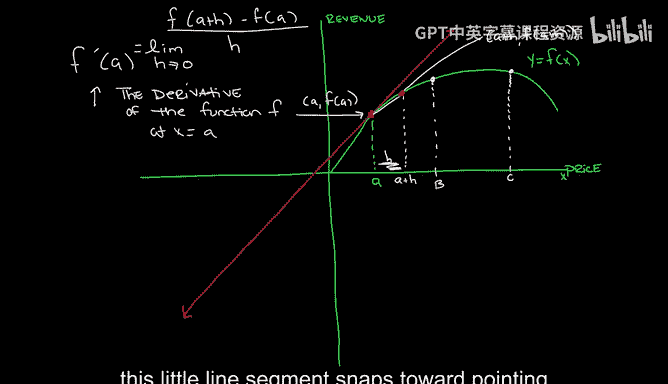 f(a+h) - f(a)
h
f'(a) = lim
h→0
↑ THE DERIVATIVE
of the function f
at x = a
REVENUE
GPT中英字幕课程资源 bilibili
y = f(x)
(a, f(a))
h
a
a+h
B
C
x
PRICE
this little line segment snaps toward pointing